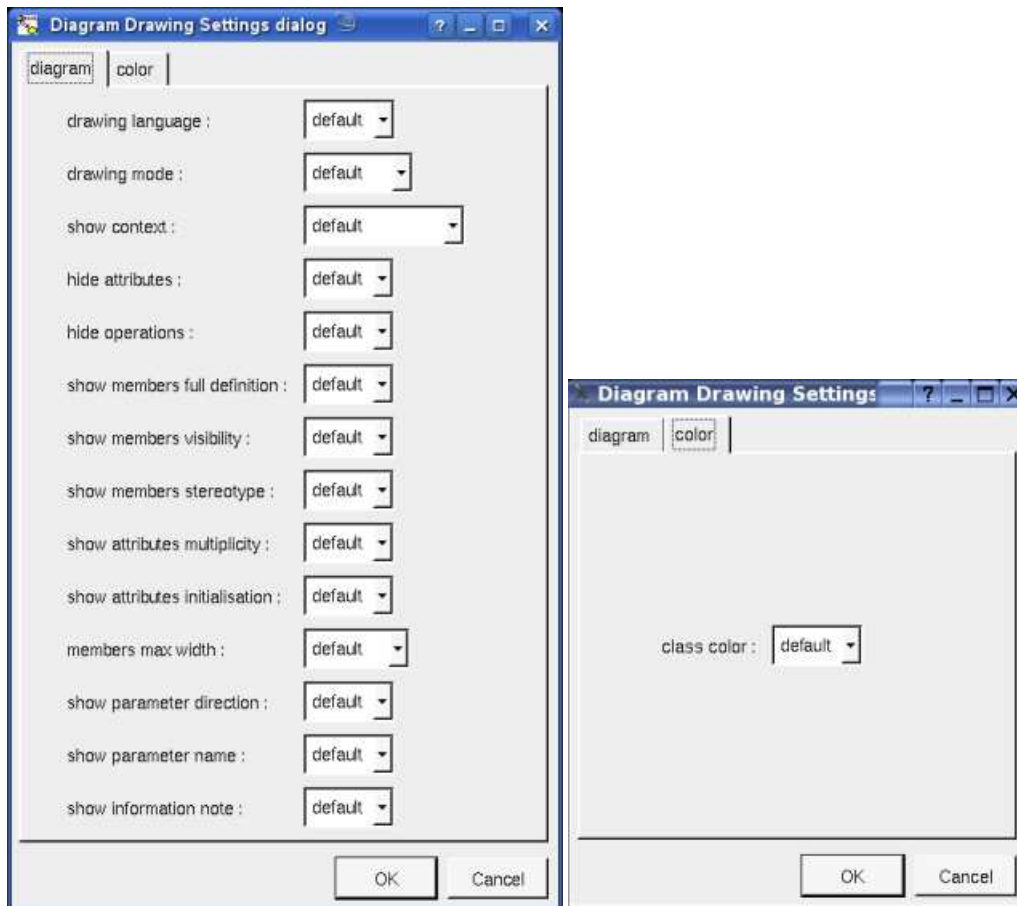 Diagram Drawing Settings dialog
diagram color
drawing language : default
drawing mode : default
show context : default
hide attributes : default
hide operations : default
show members full definition : default
show members visibility : default
show members stereotype : default
show attributes multiplicity : default
show attributes initialisation : default
members max width : default
show parameter direction : default
show parameter name : default
show information note : default
OK Cancel
Diagram Drawing Settings
diagram color
class color : default
OK Cancel